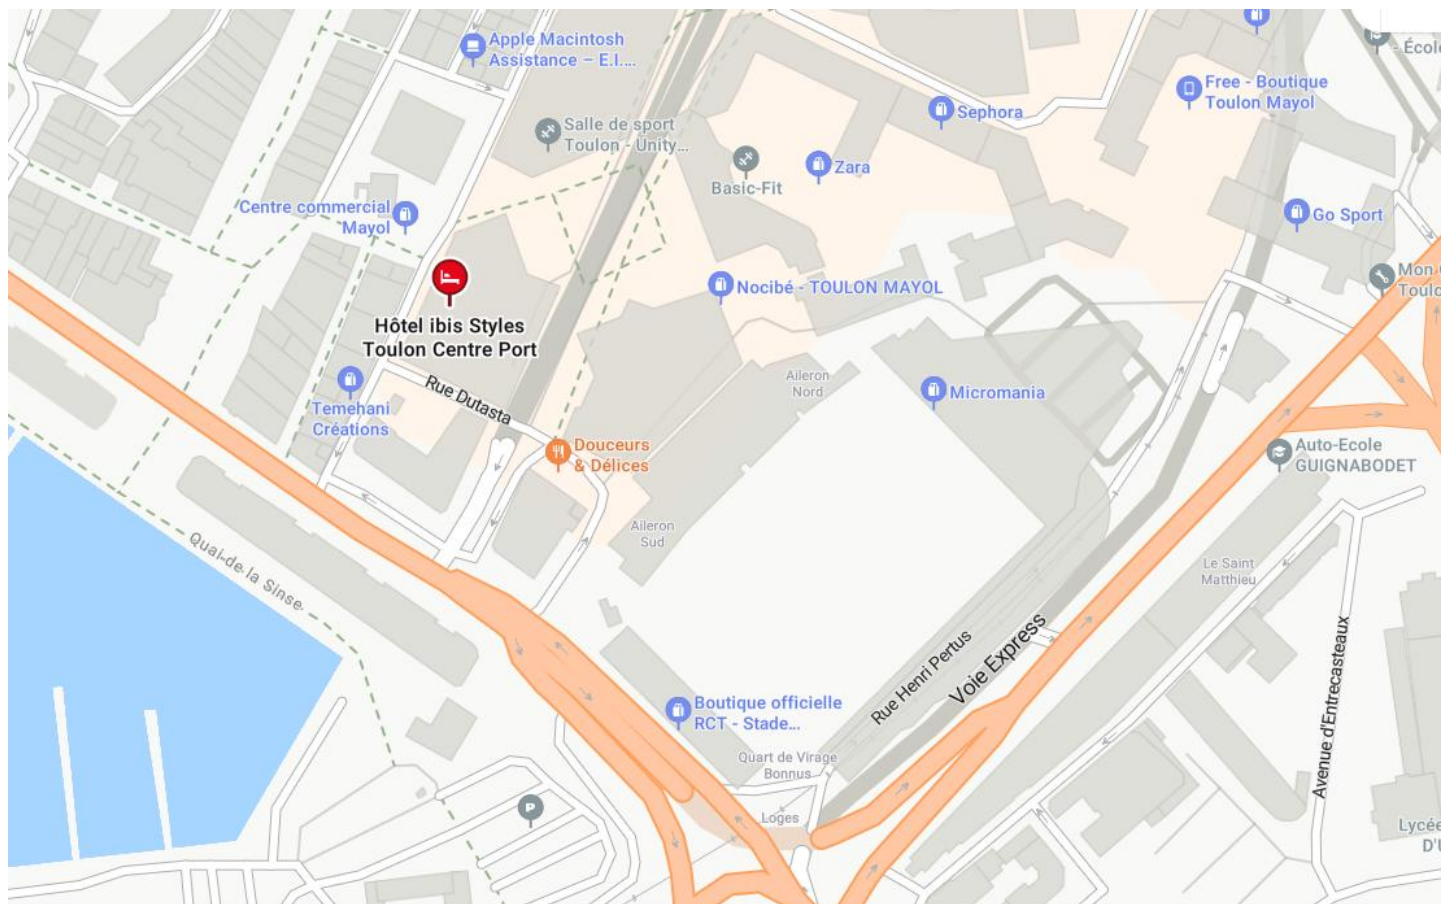 Apple Macintosh
Assistance – E.I....
- École
Free - Boutique
Toulon Mayol
Sephora
Salle de sport
Toulon - Unity...
Zara
Basic-Fit
Centre commercial
Mayol
Go Sport
Mon
Nocibé - TOULON MAYOL
Hôtel ibis Styles
Toulon Centre Port
Rue Dutasta
Aileron
Nord
Micromania
Temehani
Créations
Douceurs
& Délices
Auto-Ecole
GUIGNABODET
Aileron
Sud
Quai de la Sinse
Le Saint
Matthieu
Rue Henri Pertus
Voie Express
Avenue d'Entrecasteaux
Boutique officielle
RCT - Stade...
Quart de Virage
Bonnus
P
Loges
Lycée
D'U